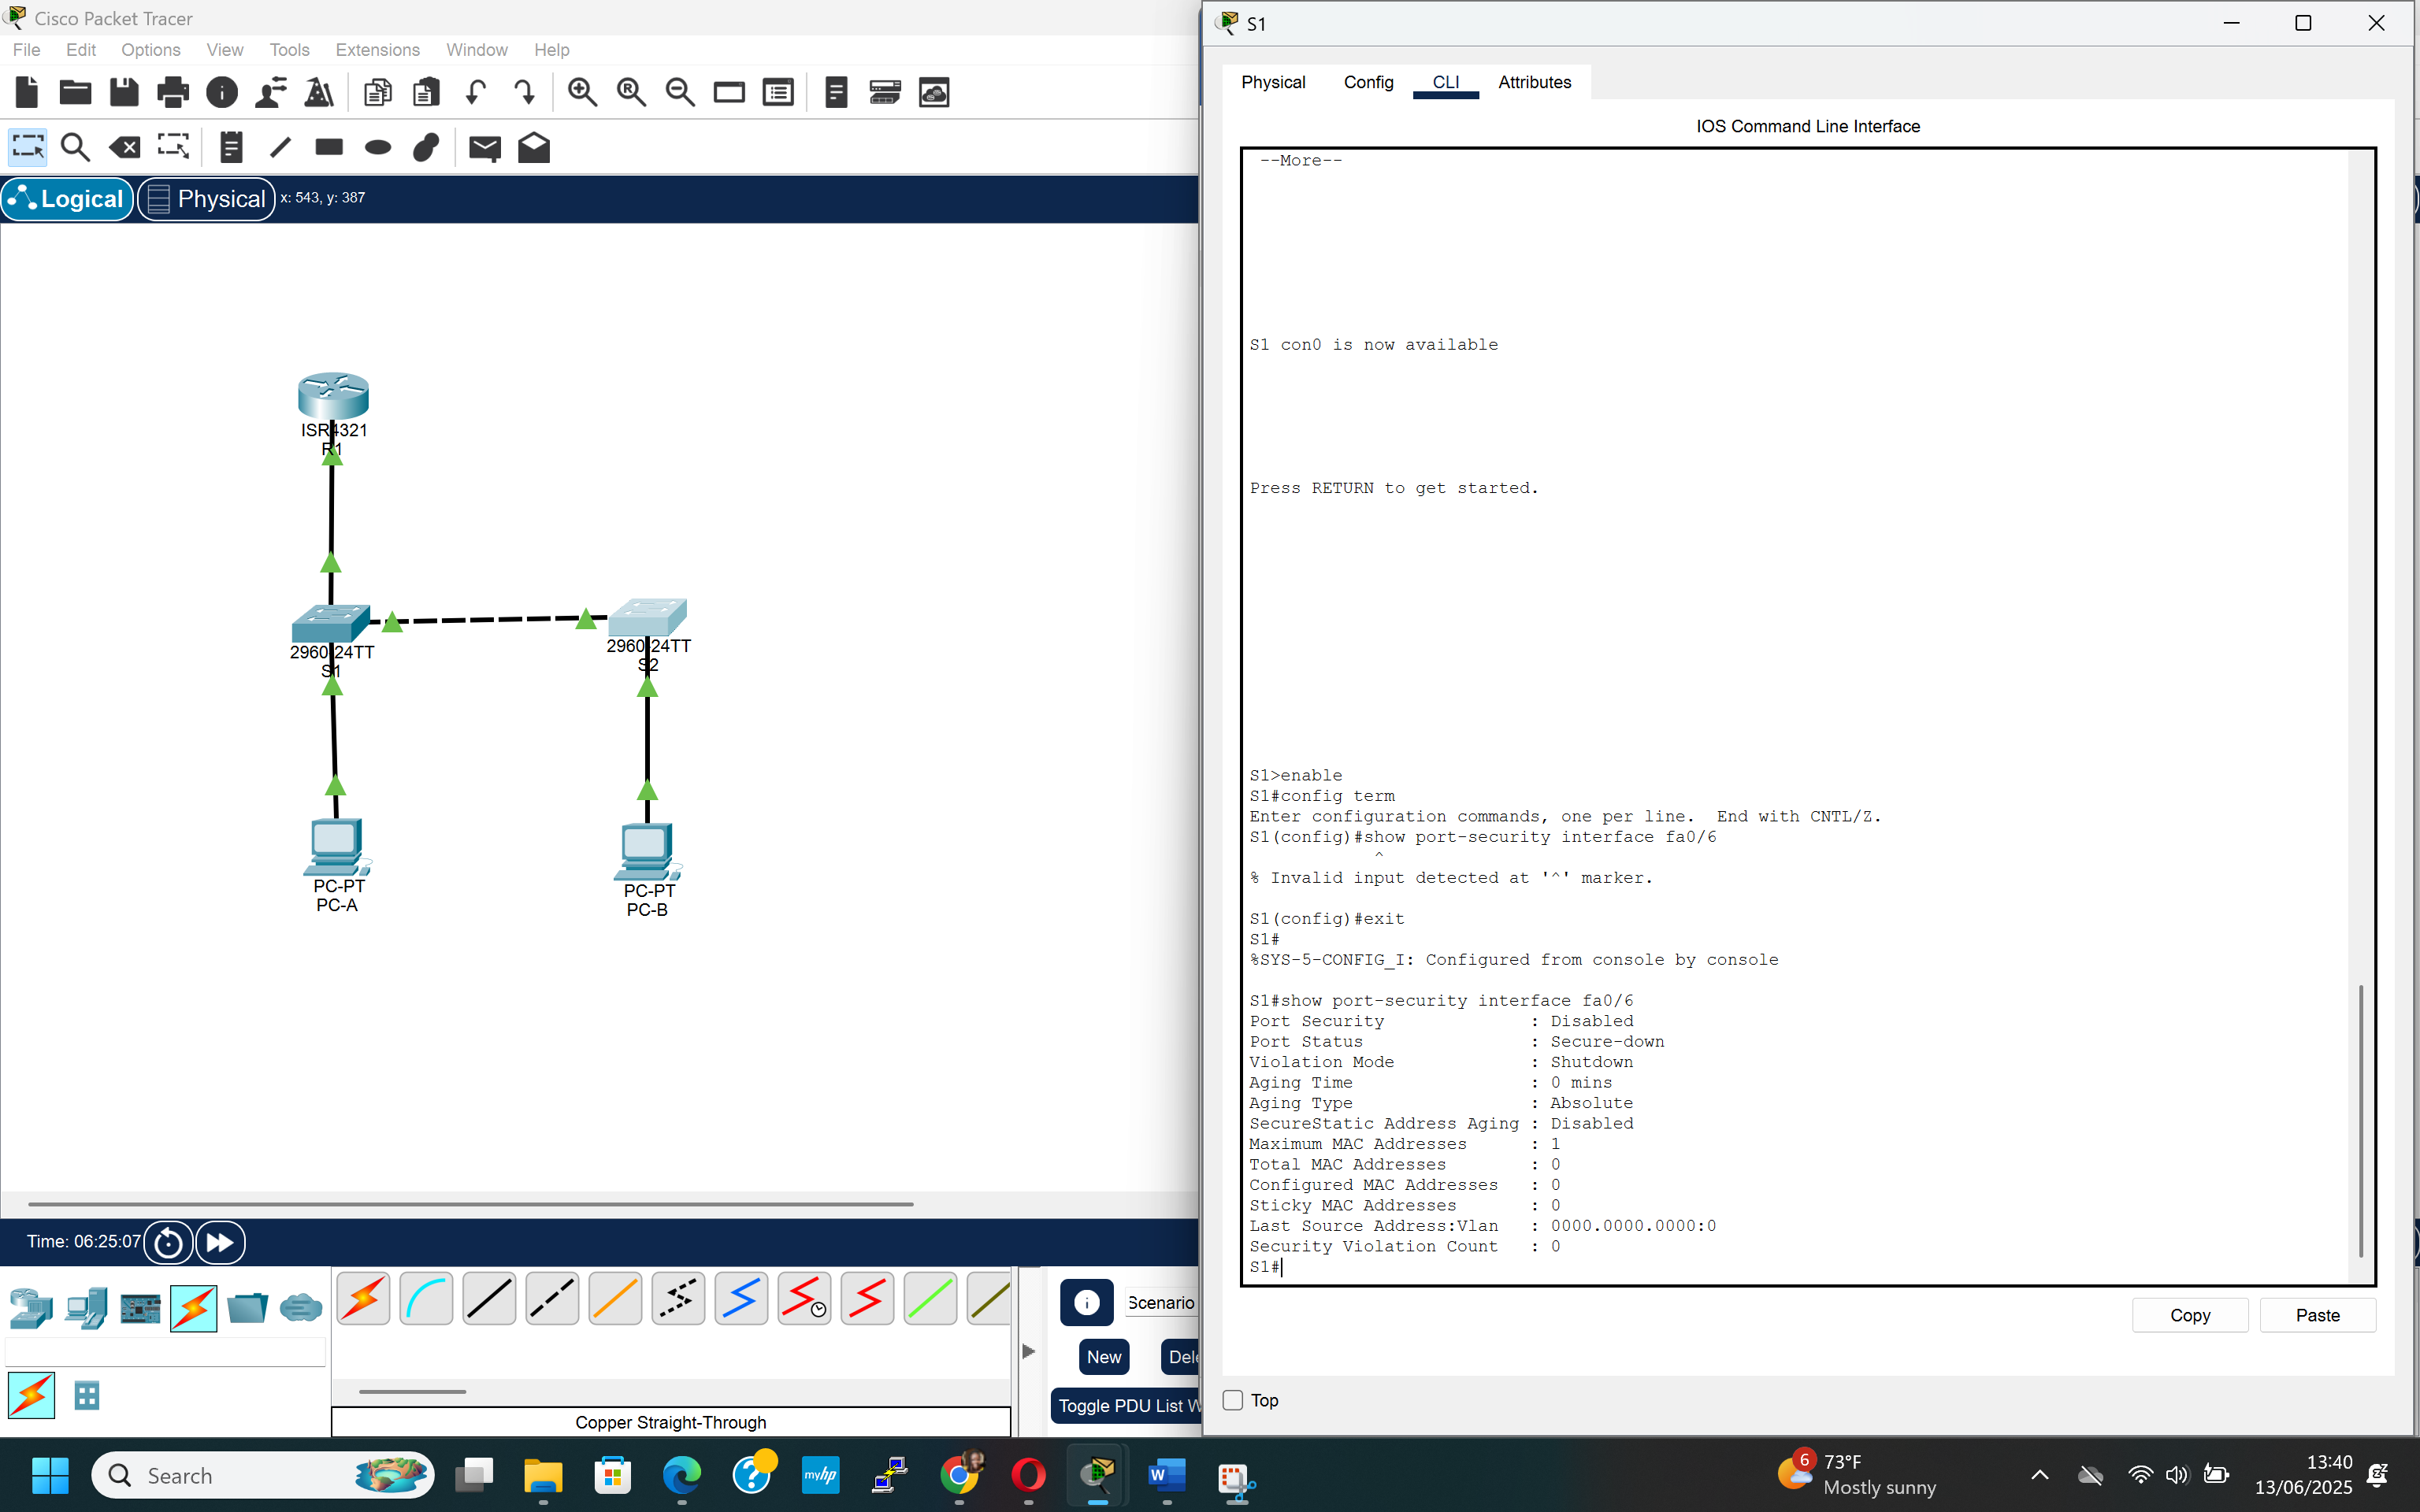 Cisco Packet Tracer
File Edit Options View Tools Extensions Window Help
Logical
Physical
x: 543, y: 387
ISR4321
R1
2960-24TT
S1
2960-24TT
S2
PC-PT
PC-A
PC-PT
PC-B
Time: 06:25:07
Scenario
New
Dele
Toggle PDU List W
Copper Straight-Through
S1
Physical Config CLI Attributes
IOS Command Line Interface
--More--
S1 con0 is now available
Press RETURN to get started.
S1>enable
S1#config term
Enter configuration commands, one per line. End with CNTL/Z.
S1(config)#show port-security interface fa0/6
^
% Invalid input detected at '^' marker.
S1(config)#exit
S1#
%SYS-5-CONFIG_I: Configured from console by console
S1#show port-security interface fa0/6
Port Security : Disabled
Port Status : Secure-down
Violation Mode : Shutdown
Aging Time : 0 mins
Aging Type : Absolute
SecureStatic Address Aging : Disabled
Maximum MAC Addresses : 1
Total MAC Addresses : 0
Configured MAC Addresses : 0
Sticky MAC Addresses : 0
Last Source Address:Vlan : 0000.0000.0000:0
Security Violation Count : 0
S1#
Copy
Paste
Top
Search
myhp
W
6
73°F
Mostly sunny
13:40
13/06/2025